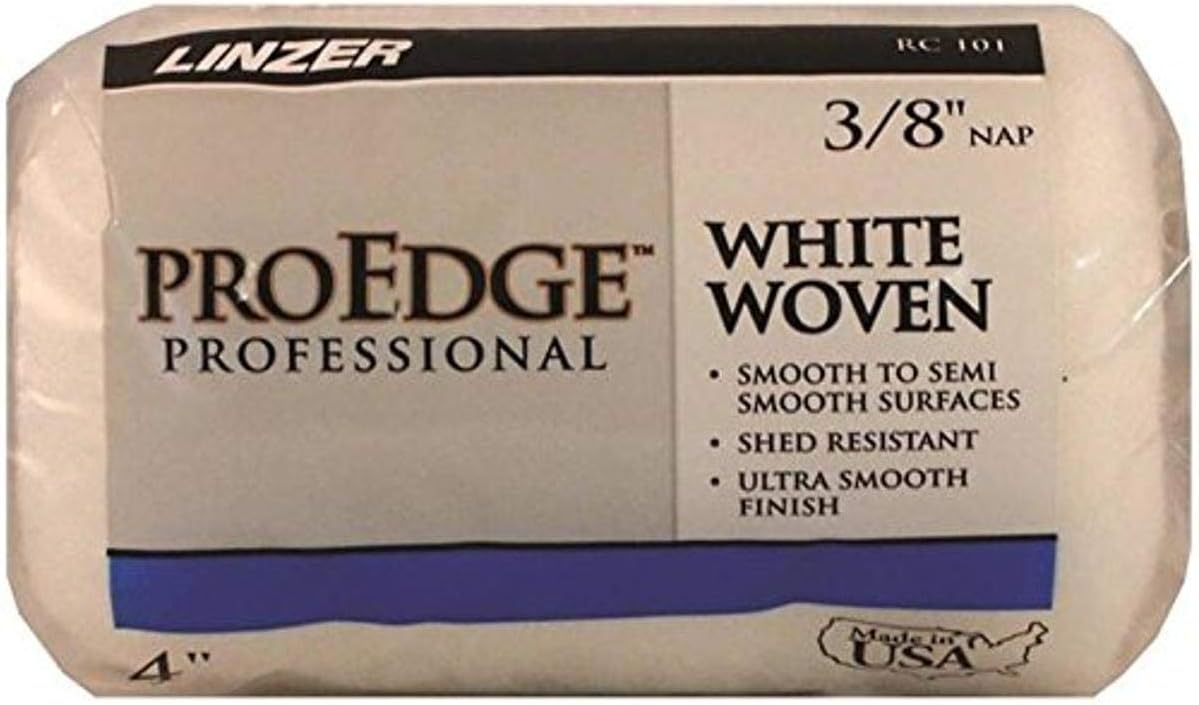 LINZER
RC 101
3/8" NAP
PROEDGE™
PROFESSIONAL
WHITE
WOVEN
• SMOOTH TO SEMI
SMOOTH SURFACES
• SHED RESISTANT
• ULTRA SMOOTH
FINISH
4"
Made in
USA